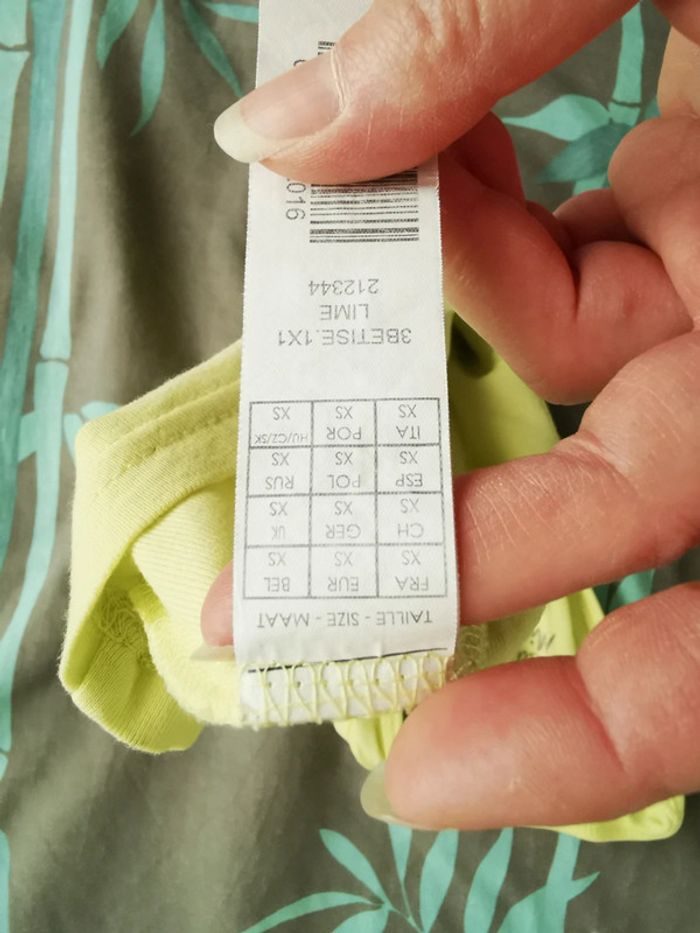 TAILLE - SIZE - MAAT
FRA EUR BEL
XS XS XS
CH GER UK
XS XS XS
ESP POL RUS
XS XS XS
ITA POR HU/CZ/SK
XS XS XS
3BETISE.1X1
LIME
212344
016